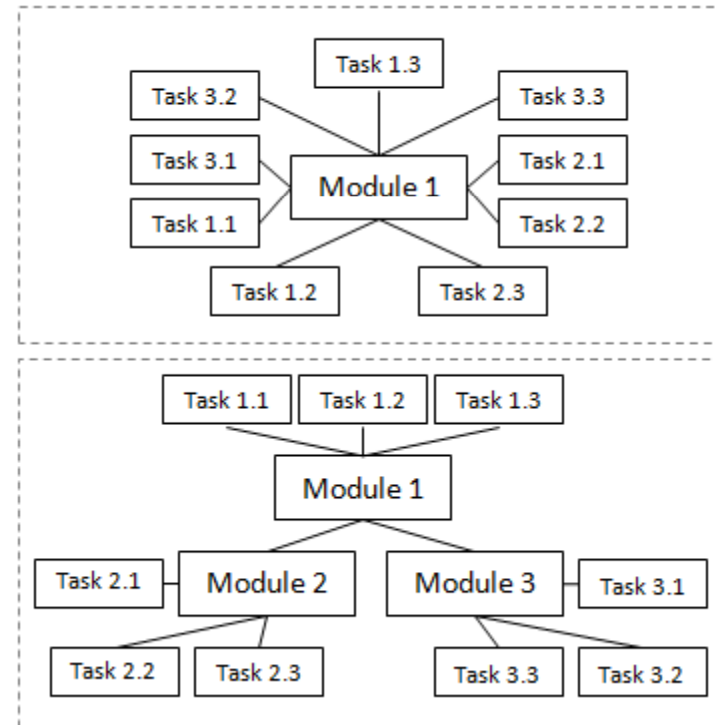 Task 1.3
Task 3.2
Task 3.3
Task 3.1
Task 2.1
Module 1
Task 1.1
Task 2.2
Task 1.2
Task 2.3
Task 1.1
Task 1.2
Task 1.3
Module 1
Task 2.1
Module 2
Module 3
Task 3.1
Task 2.2
Task 2.3
Task 3.3
Task 3.2